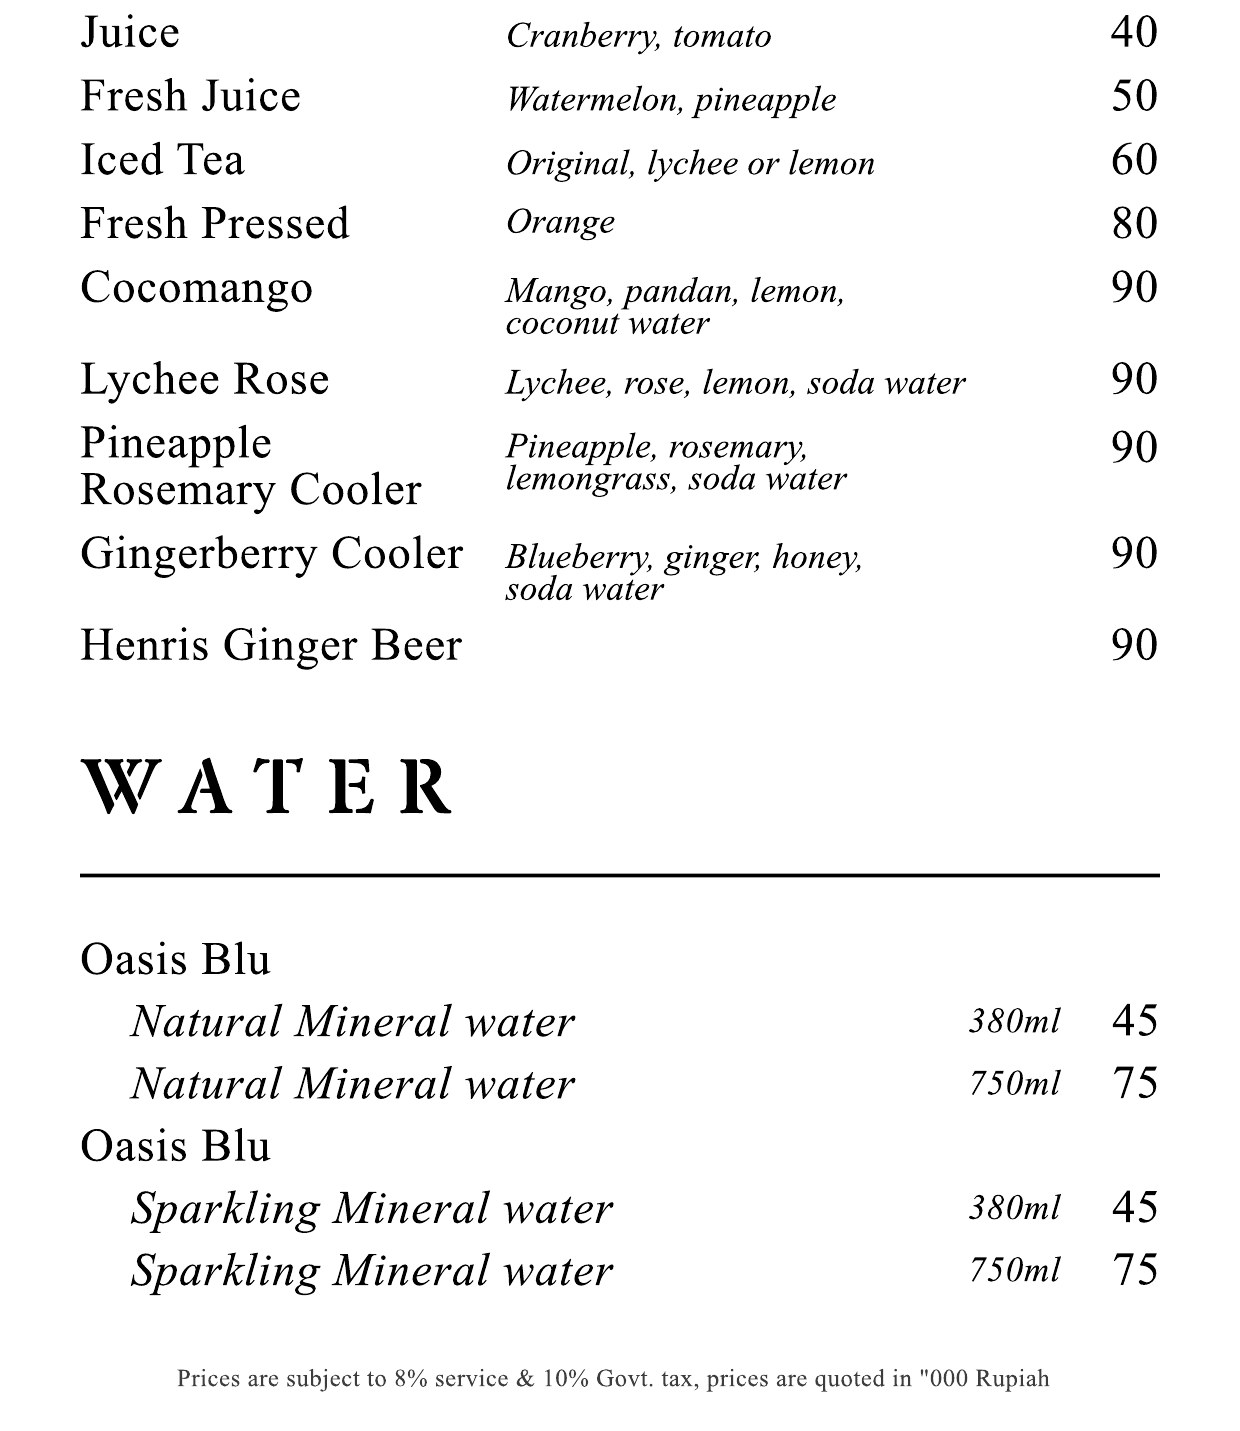 Juice Cranberry, tomato 40
Fresh Juice Watermelon, pineapple 50
Iced Tea Original, lychee or lemon 60
Fresh Pressed Orange 80
Cocomango Mango, pandan, lemon, 90
coconut water
Lychee Rose Lychee, rose, lemon, soda water 90
Pineapple Pineapple, rosemary, 90
Rosemary Cooler lemongrass, soda water
Gingerberry Cooler Blueberry, ginger, honey, 90
soda water
Henris Ginger Beer 90
WATER
Oasis Blu
Natural Mineral water 380ml 45
Natural Mineral water 750ml 75
Oasis Blu
Sparkling Mineral water 380ml 45
Sparkling Mineral water 750ml 75
Prices are subject to 8% service & 10% Govt. tax, prices are quoted in "000 Rupiah